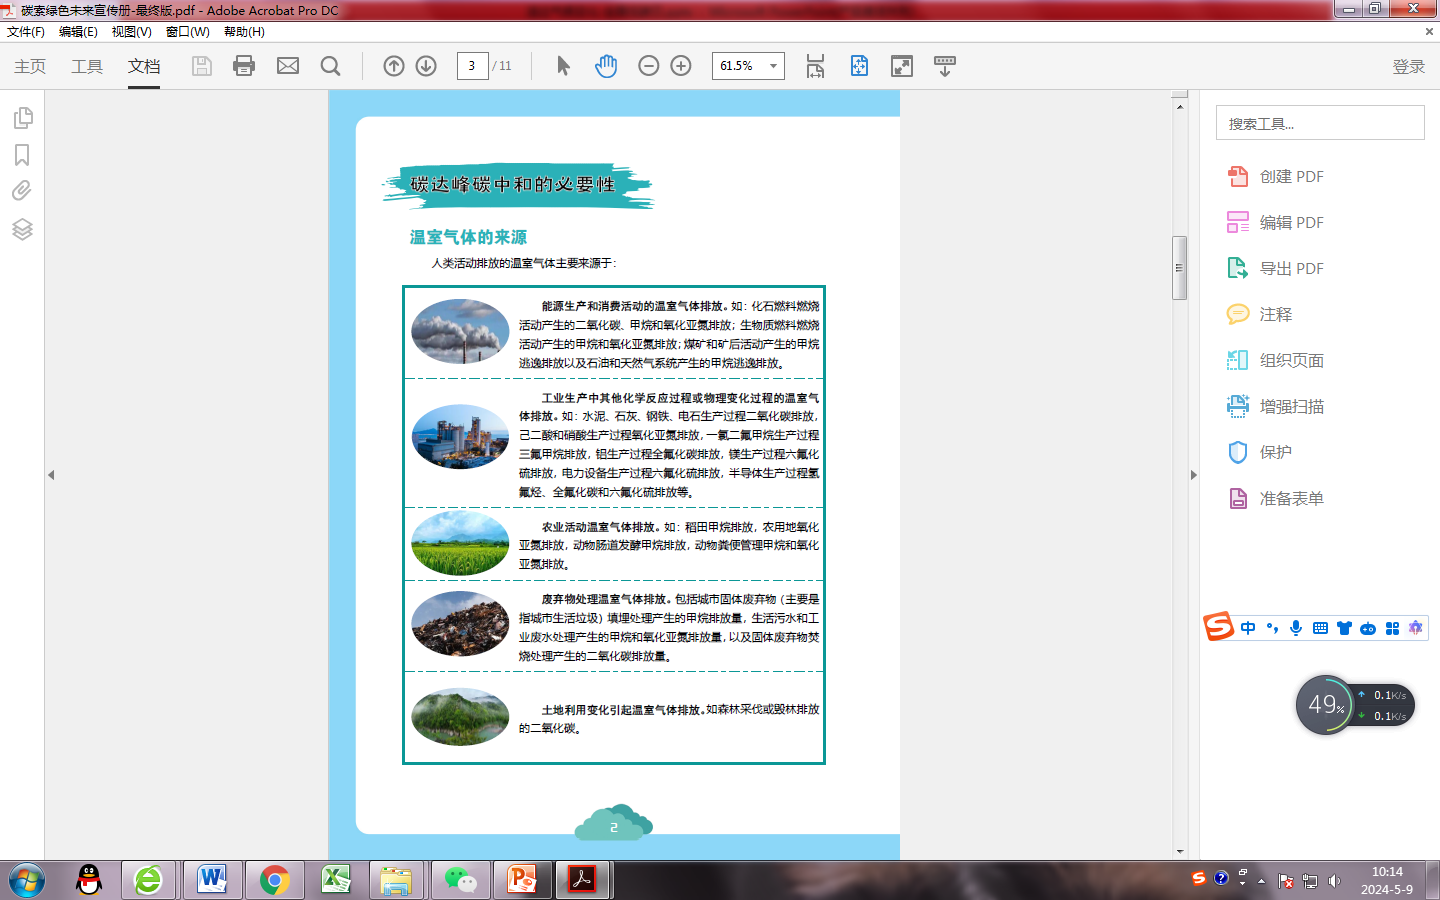 碳索绿色未来宣传册-最终版.pdf - Adobe Acrobat Pro DC
文件(F) 编辑(E) 视图(V) 窗口(W) 帮助(H)
主页 工具 文档 3 / 11 61.5% 登录
搜索工具...
创建 PDF
编辑 PDF
导出 PDF
注释
组织页面
增强扫描
保护
准备表单
碳达峰碳中和的必要性
温室气体的来源
人类活动排放的温室气体主要来源于：
能源生产和消费活动的温室气体排放。如：化石燃料燃烧
活动产生的二氧化碳、甲烷和氧化亚氮排放；生物质燃料燃烧
活动产生的甲烷和氧化亚氮排放；煤矿和矿后活动产生的甲烷
逃逸排放以及石油和天然气系统产生的甲烷逃逸排放。
工业生产中其他化学反应过程或物理变化过程的温室气
体排放。如：水泥、石灰、钢铁、电石生产过程二氧化碳排放，
己二酸和硝酸生产过程氧化亚氮排放，一氯二氟甲烷生产过程
三氟甲烷排放，铝生产过程全氟化碳排放，镁生产过程六氟化
硫排放，电力设备生产过程六氟化硫排放，半导体生产过程氢
氟烃、全氟化碳和六氟化硫排放等。
农业活动温室气体排放。如：稻田甲烷排放，农用地氧化
亚氮排放，动物肠道发酵甲烷排放，动物粪便管理甲烷和氧化
亚氮排放。
废弃物处理温室气体排放。包括城市固体废弃物（主要是
指城市生活垃圾）填埋处理产生的甲烷排放量，生活污水和工
业废水处理产生的甲烷和氧化亚氮排放量，以及固体废弃物焚
烧处理产生的二氧化碳排放量。
土地利用变化引起温室气体排放。如森林采伐或毁林排放
的二氧化碳。
2
中
49%
0.1K/s
0.1K/s
10:14
2024-5-9